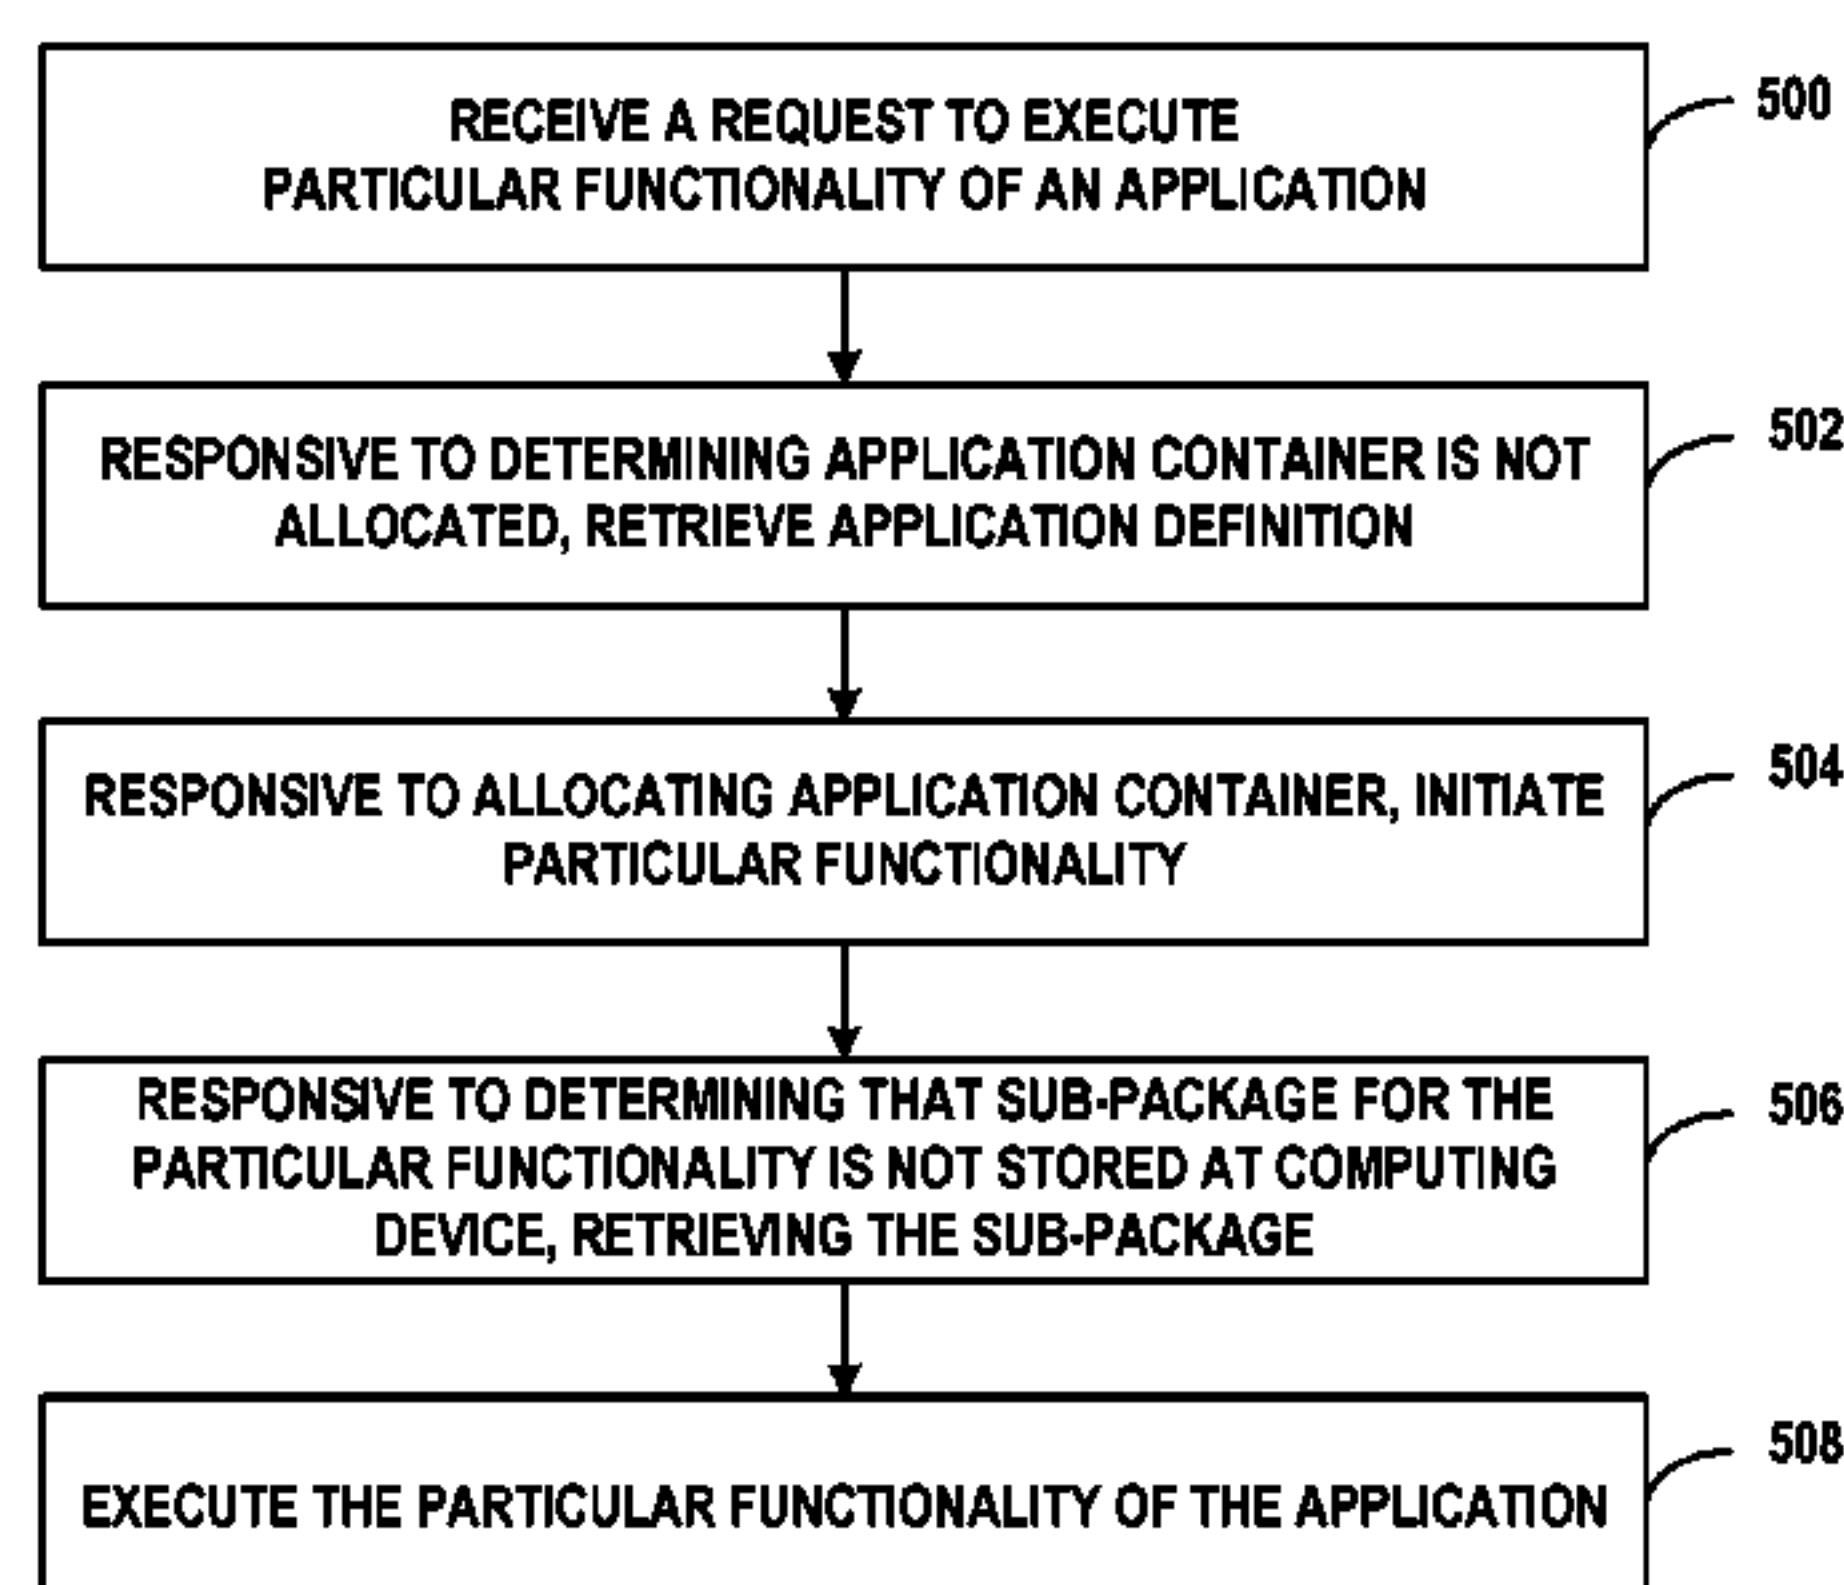 RECEIVE A REQUEST TO EXECUTE
PARTICULAR FUNCTIONALITY OF AN APPLICATION
500
RESPONSIVE TO DETERMINING APPLICATION CONTAINER IS NOT
ALLOCATED, RETRIEVE APPLICATION DEFINITION
502
RESPONSIVE TO ALLOCATING APPLICATION CONTAINER, INITIATE
PARTICULAR FUNCTIONALITY
504
RESPONSIVE TO DETERMINING THAT SUB-PACKAGE FOR THE
PARTICULAR FUNCTIONALITY IS NOT STORED AT COMPUTING
DEVICE, RETRIEVING THE SUB-PACKAGE
506
EXECUTE THE PARTICULAR FUNCTIONALITY OF THE APPLICATION
508